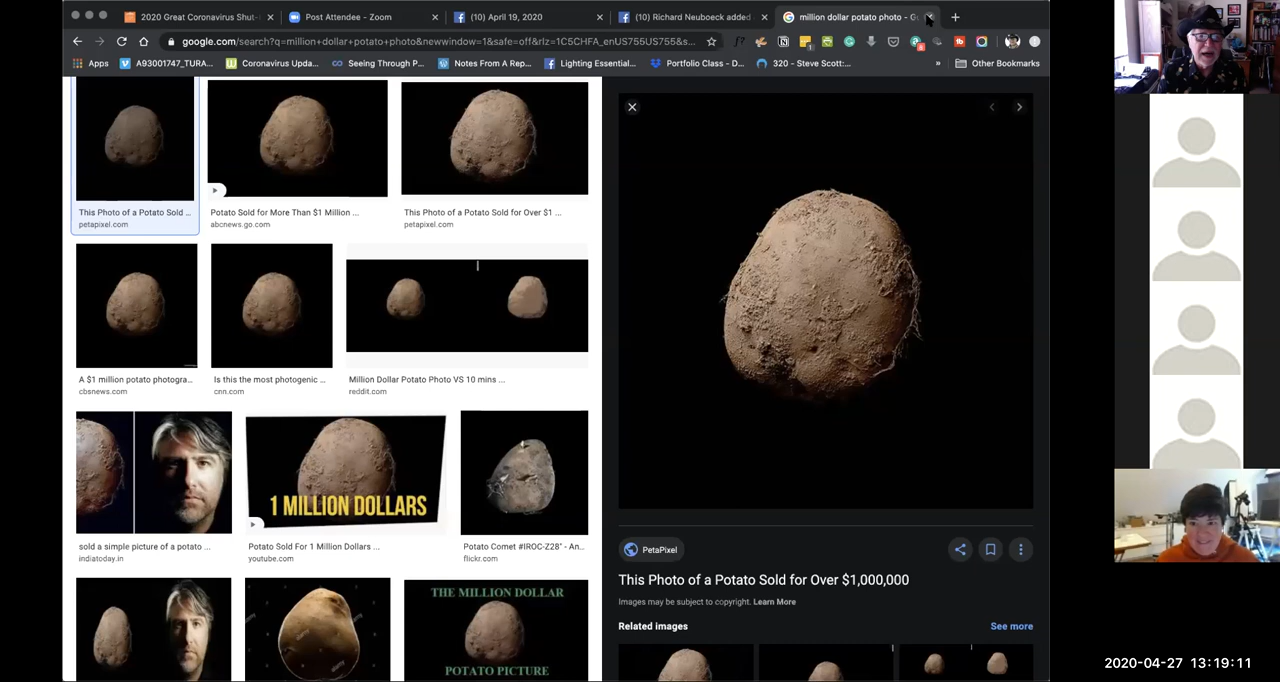 2020 Great Coronavirus Shut-
Post Attendee - Zoom
(10) April 19, 2020
(10) Richard Neuboeck added
million dollar potato photo - G
google.com/search?q=million+dollar+potato+photo&newwindow=1&safe=off&rlz=1C5CHFA_enUS755US755&s...
Apps
A93001747_TURA...
Coronavirus Upda...
Seeing Through P...
Notes From A Rep...
Lighting Essential...
Portfolio Class - D...
320 - Steve Scott:...
»
Other Bookmarks
This Photo of a Potato Sold ...
petapixel.com
Potato Sold for More Than $1 Million ...
abcnews.go.com
This Photo of a Potato Sold for Over $1 ...
petapixel.com
A $1 million potato photogra...
cbsnews.com
Is this the most photogenic ...
cnn.com
Million Dollar Potato Photo VS 10 mins ...
reddit.com
1 MILLION DOLLARS
sold a simple picture of a potato ...
indiatoday.in
Potato Sold For 1 Million Dollars ...
youtube.com
Potato Comet #IROC-Z28" - An...
flickr.com
THE MILLION DOLLAR
POTATO PICTURE
PetaPixel
This Photo of a Potato Sold for Over $1,000,000
Images may be subject to copyright. Learn More
Related images
See more
2020-04-27 13:19:11